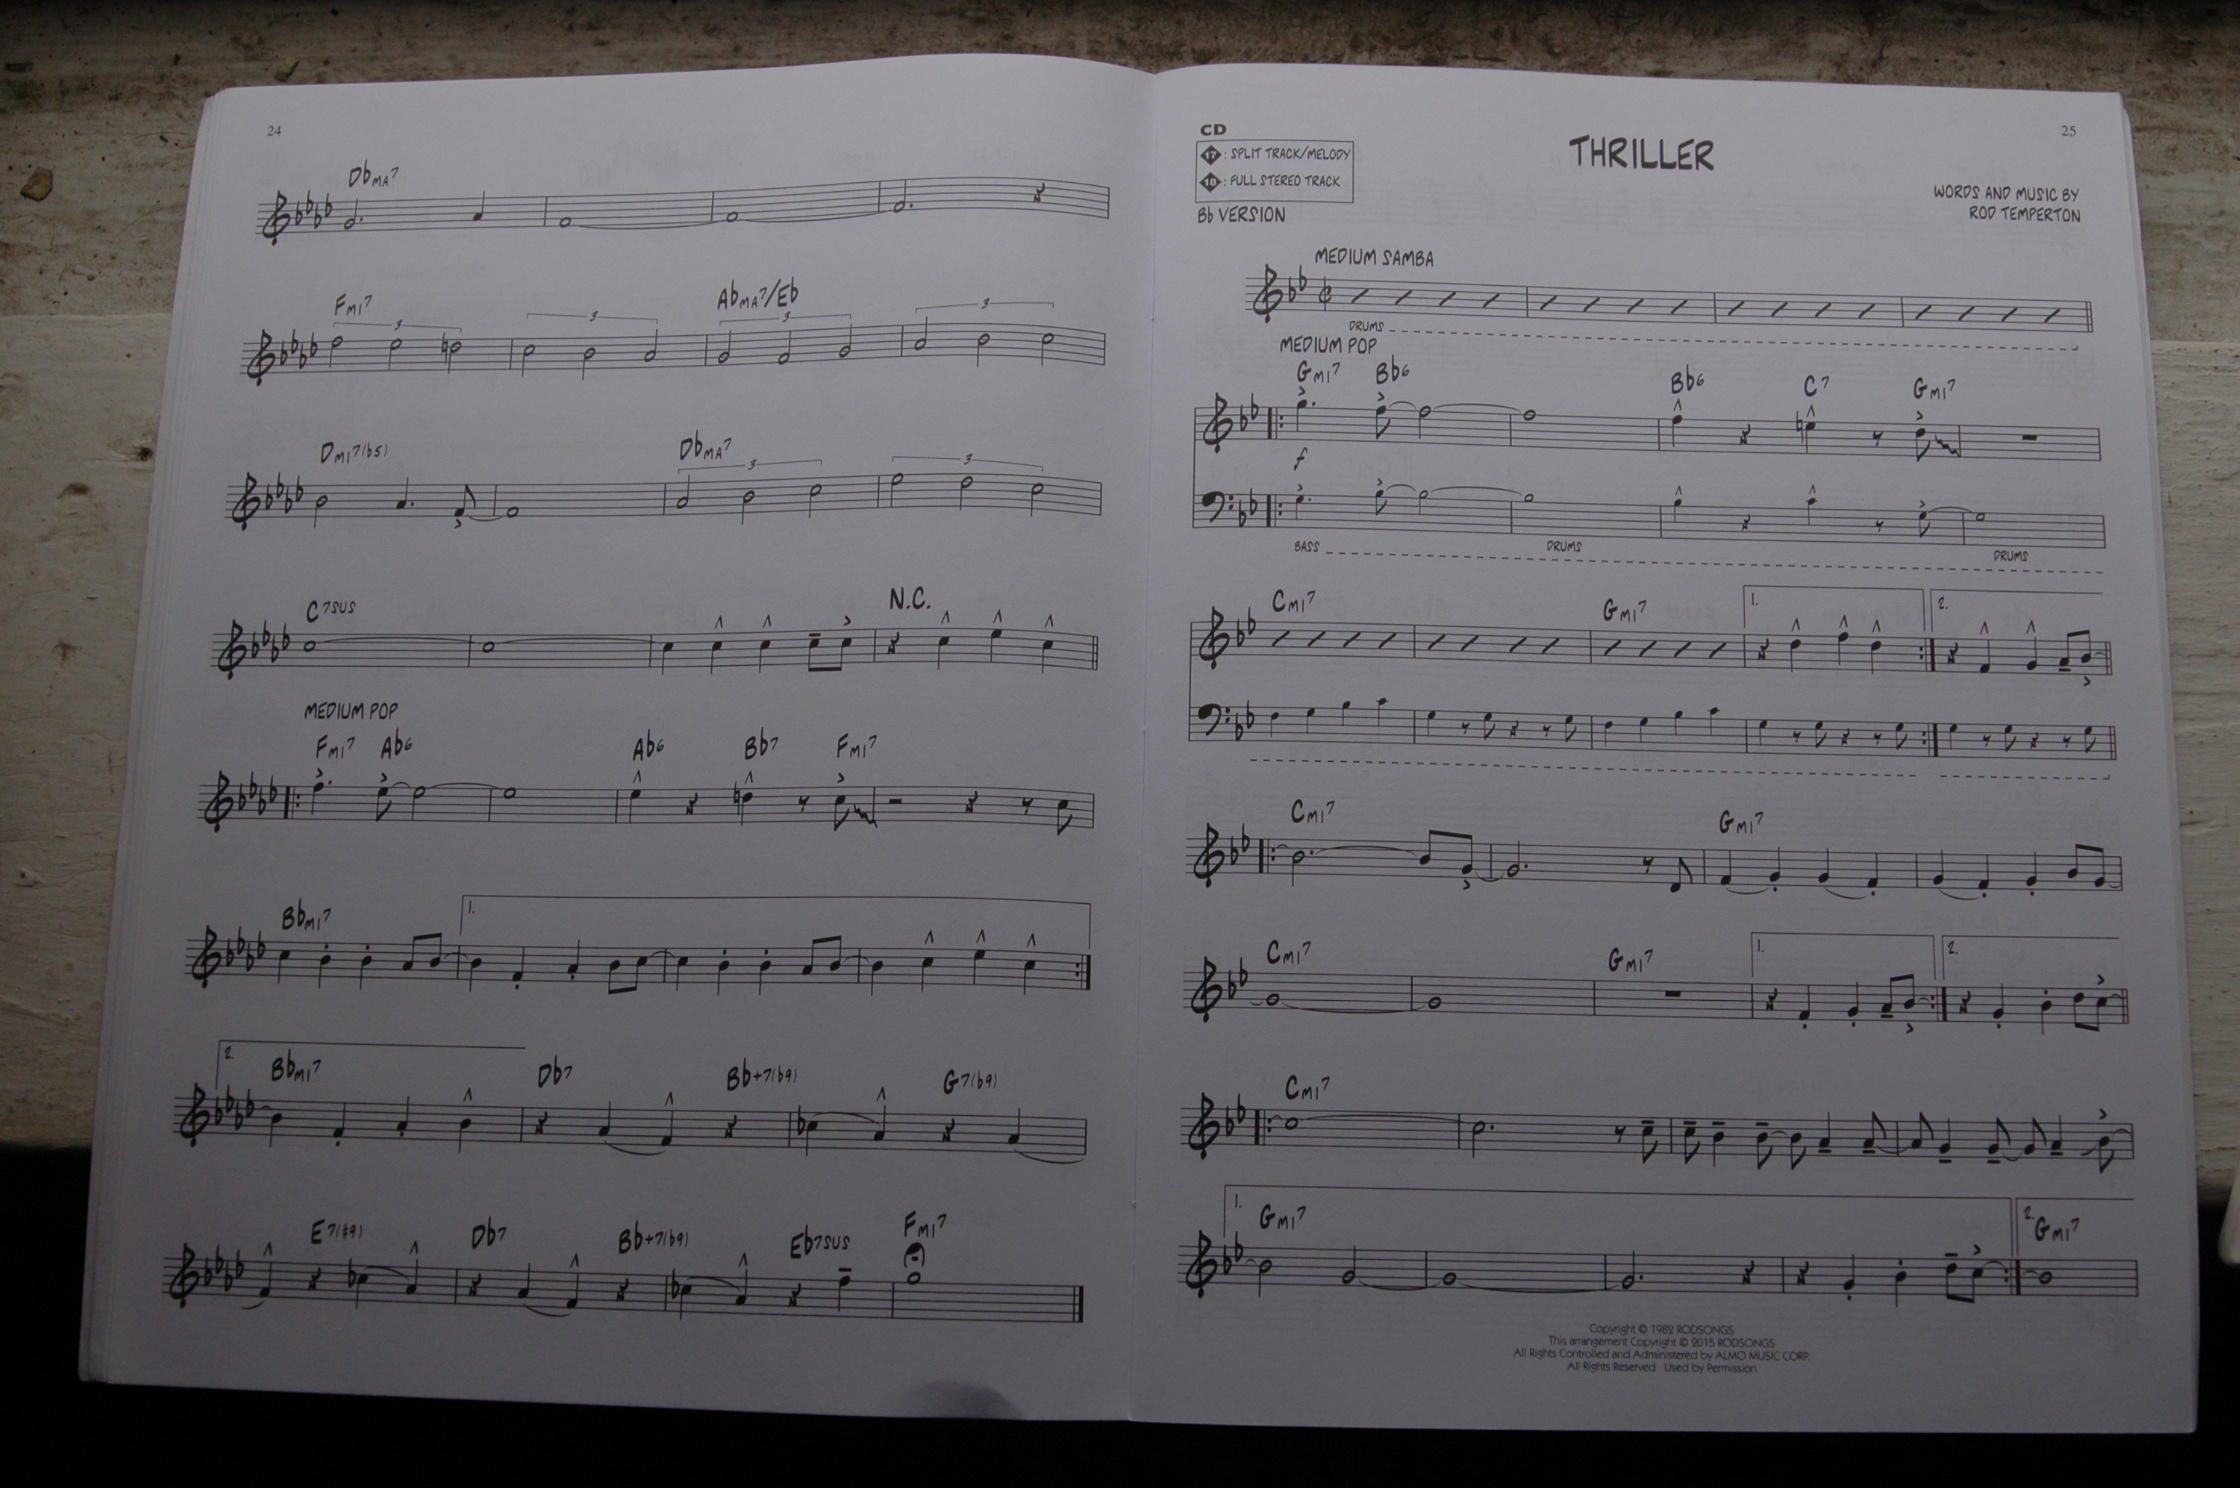 24
DbMA7
FMI7 AbMA7/Eb
3 3 3 3
DMI7(b5) DbMA7
3 3
C7SUS N.C.
MEDIUM POP
FMI7 Ab6 Ab6 Bb7 FMI7
BbMI7 1.
2. BbMI7 Db7 Bb+7(b9) G7(b9)
E7(#9) Db7 Bb+7(b9) Eb7SUS FMI7
CD
17: SPLIT TRACK/MELODY
18: FULL STEREO TRACK
Bb VERSION
THRILLER
25
WORDS AND MUSIC BY
ROD TEMPERTON
MEDIUM SAMBA
DRUMS
MEDIUM POP
GMI7 Bb6 Bb6 C7 GMI7
f
BASS DRUMS DRUMS
CMI7 GMI7 1. 2.
CMI7 GMI7
CMI7 GMI7 1. 2.
CMI7
1. GMI7 2. GMI7
Copyright © 1982 RODSONGS
This arrangement Copyright © 2015 RODSONGS
All Rights Controlled and Administered by ALMO MUSIC CORP.
All Rights Reserved Used by Permission